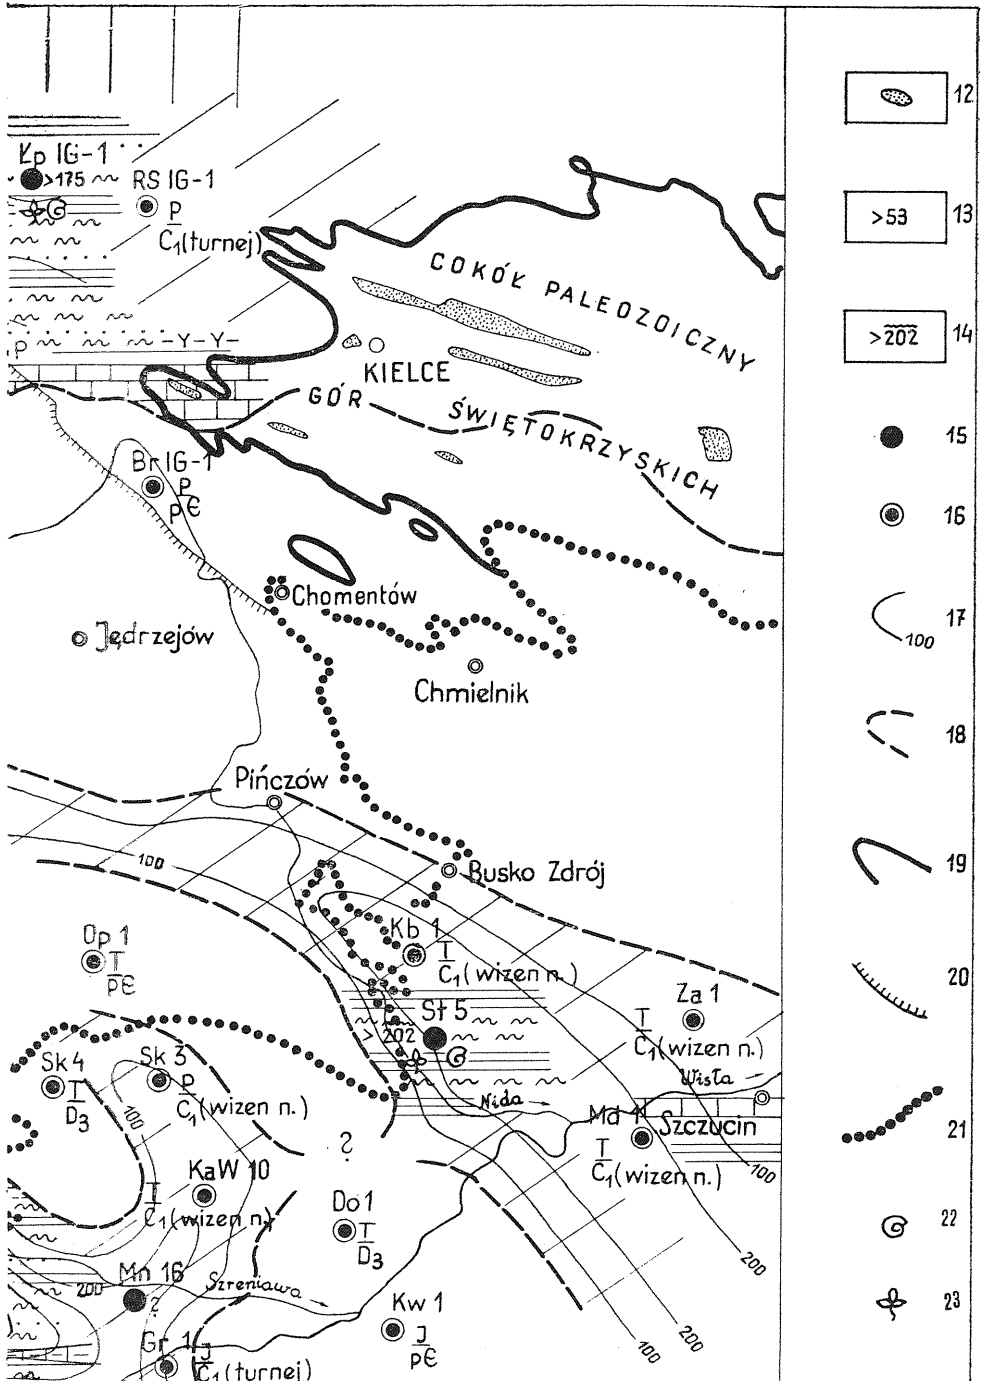 Łp IG-1
>175
RS IG-1
P
C₁(turnej)
P
-Y-Y-
COKÓŁ PALEOZOICZNY
KIELCE
GÓR ŚWIĘTOKRZYSKICH
Br IG-1
P
pЄ
Chomentów
Jędrzejów
Chmielnik
Pińczów
100
Busko Zdrój
Op 1
T
pЄ
Kb 1
T
C₁(wizen n.)
Za 1
T
C₁(wizen n.)
St 5
> 202
Wisła
Sk 4
T
D₃
Sk 3
P
C₁(wizen n.)
100
Nida
Md 1
T
C₁(wizen n.)
Szczucin
100
?
KaW 10
T
C₁(wizen n.)
Do 1
T
D₃
200
Mn 16
200
?
Szreniawa
Kw 1
J
pЄ
200
100
Gr 1
J
C₁(turnej)
12
>53
13
>202
14
15
16
100
17
18
19
20
21
22
23